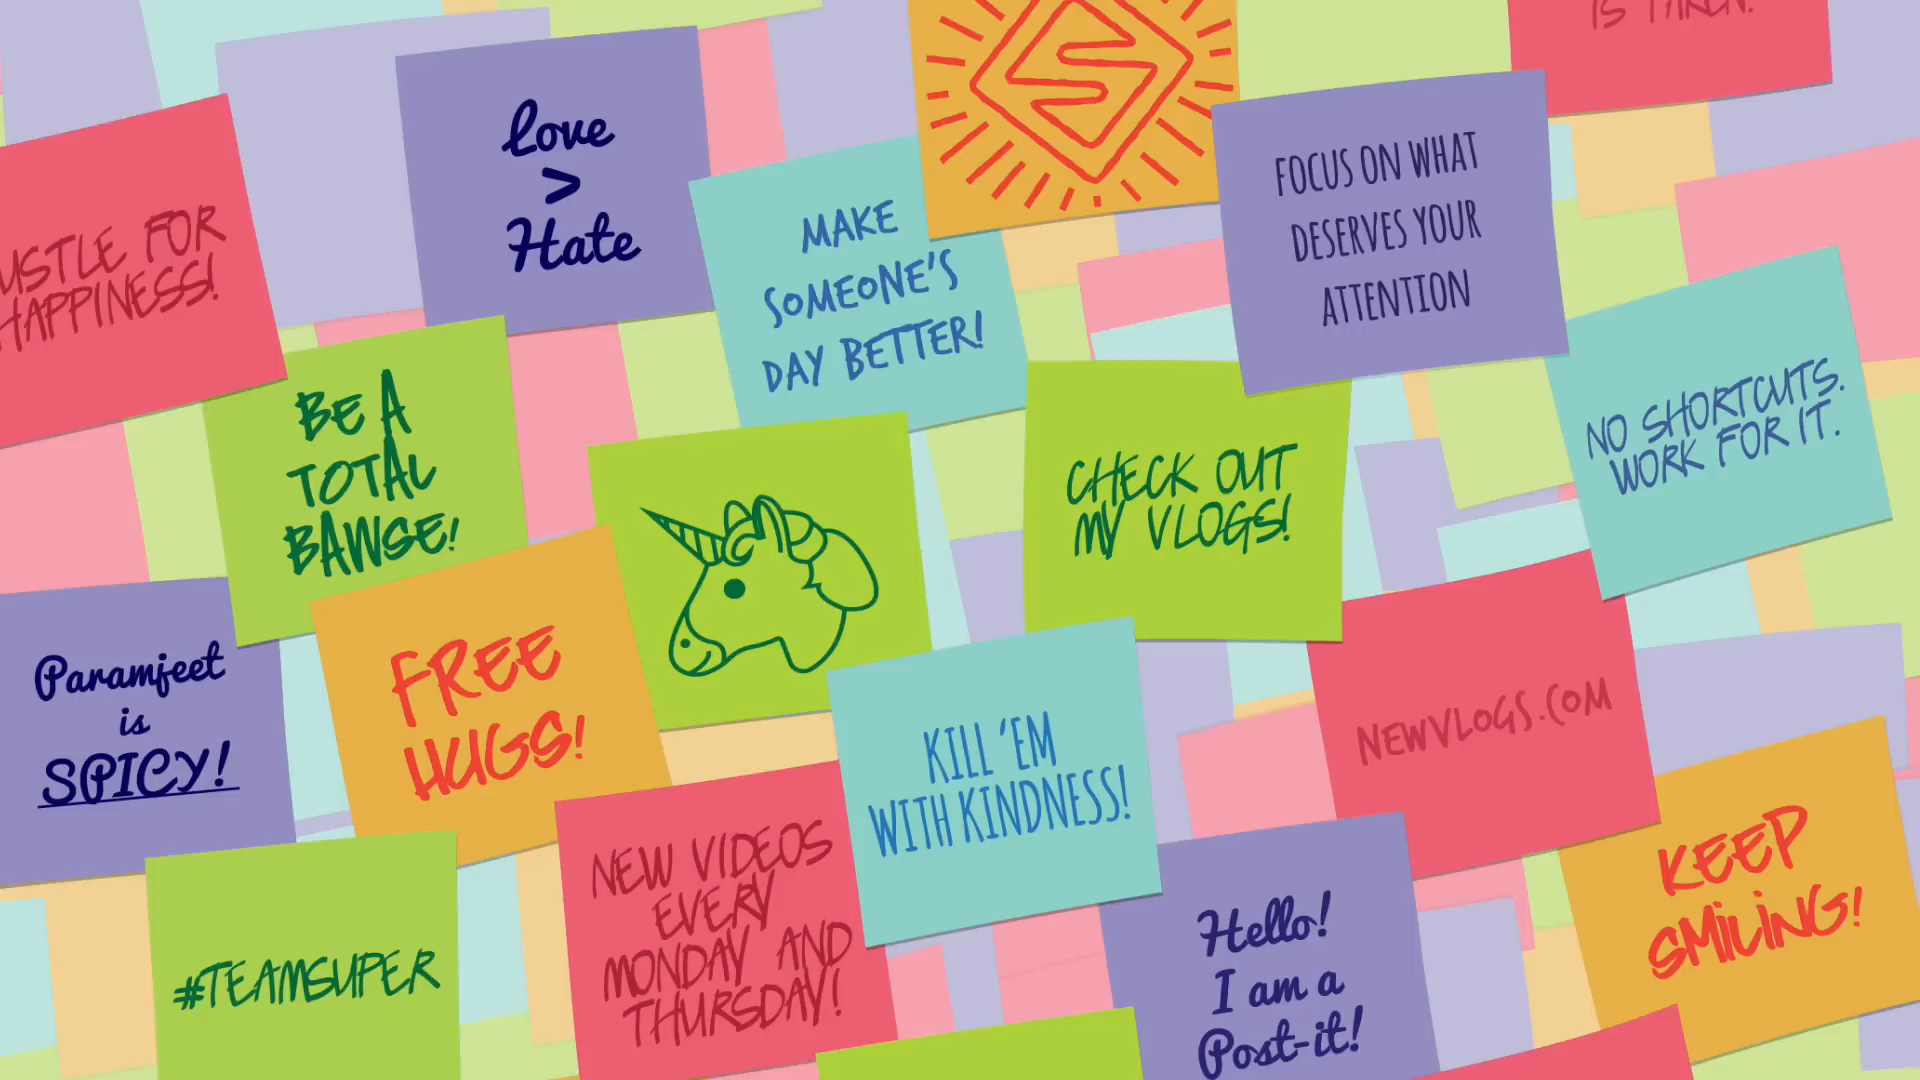 IS TAKEN.
Love
>
Hate
FOCUS ON WHAT
DESERVES YOUR
ATTENTION
MAKE
SOMEONE'S
DAY BETTER!
USTLE FOR
HAPPINESS!
BE A
TOTAL
BAWSE!
CHECK OUT
MY VLOGS!
NO SHORTCUTS.
WORK FOR IT.
Paramjeet
is
SPICY!
FREE
HUGS!
KILL 'EM
WITH KINDNESS!
NEWVLOGS.COM
KEEP
SMILING!
#TEAMSUPER
NEW VIDEOS
EVERY
MONDAY AND
THURSDAY!
Hello!
I am a
Post-it!